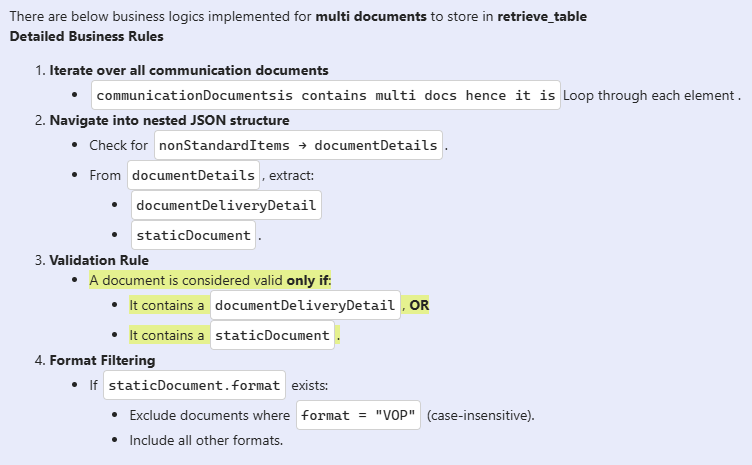 There are below business logics implemented for multi documents to store in retrieve_table
Detailed Business Rules
1. Iterate over all communication documents
• communicationDocumentsis contains multi docs hence it is Loop through each element .
2. Navigate into nested JSON structure
• Check for nonStandardItems → documentDetails .
• From documentDetails , extract:
• documentDeliveryDetail
• staticDocument .
3. Validation Rule
• A document is considered valid only if:
• It contains a documentDeliveryDetail , OR
• It contains a staticDocument .
4. Format Filtering
• If staticDocument.format exists:
• Exclude documents where format = "VOP" (case-insensitive).
• Include all other formats.